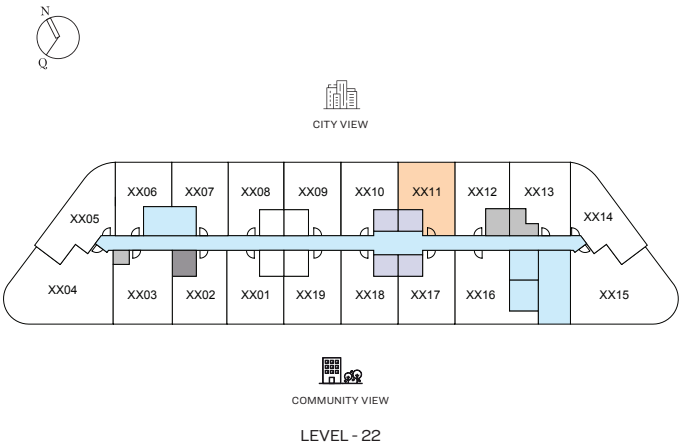 N
Q
CITY VIEW
XX06 XX07 XX08 XX09 XX10 XX11 XX12 XX13
XX05 XX14
XX04 XX03 XX02 XX01 XX19 XX18 XX17 XX16 XX15
COMMUNITY VIEW
LEVEL - 22